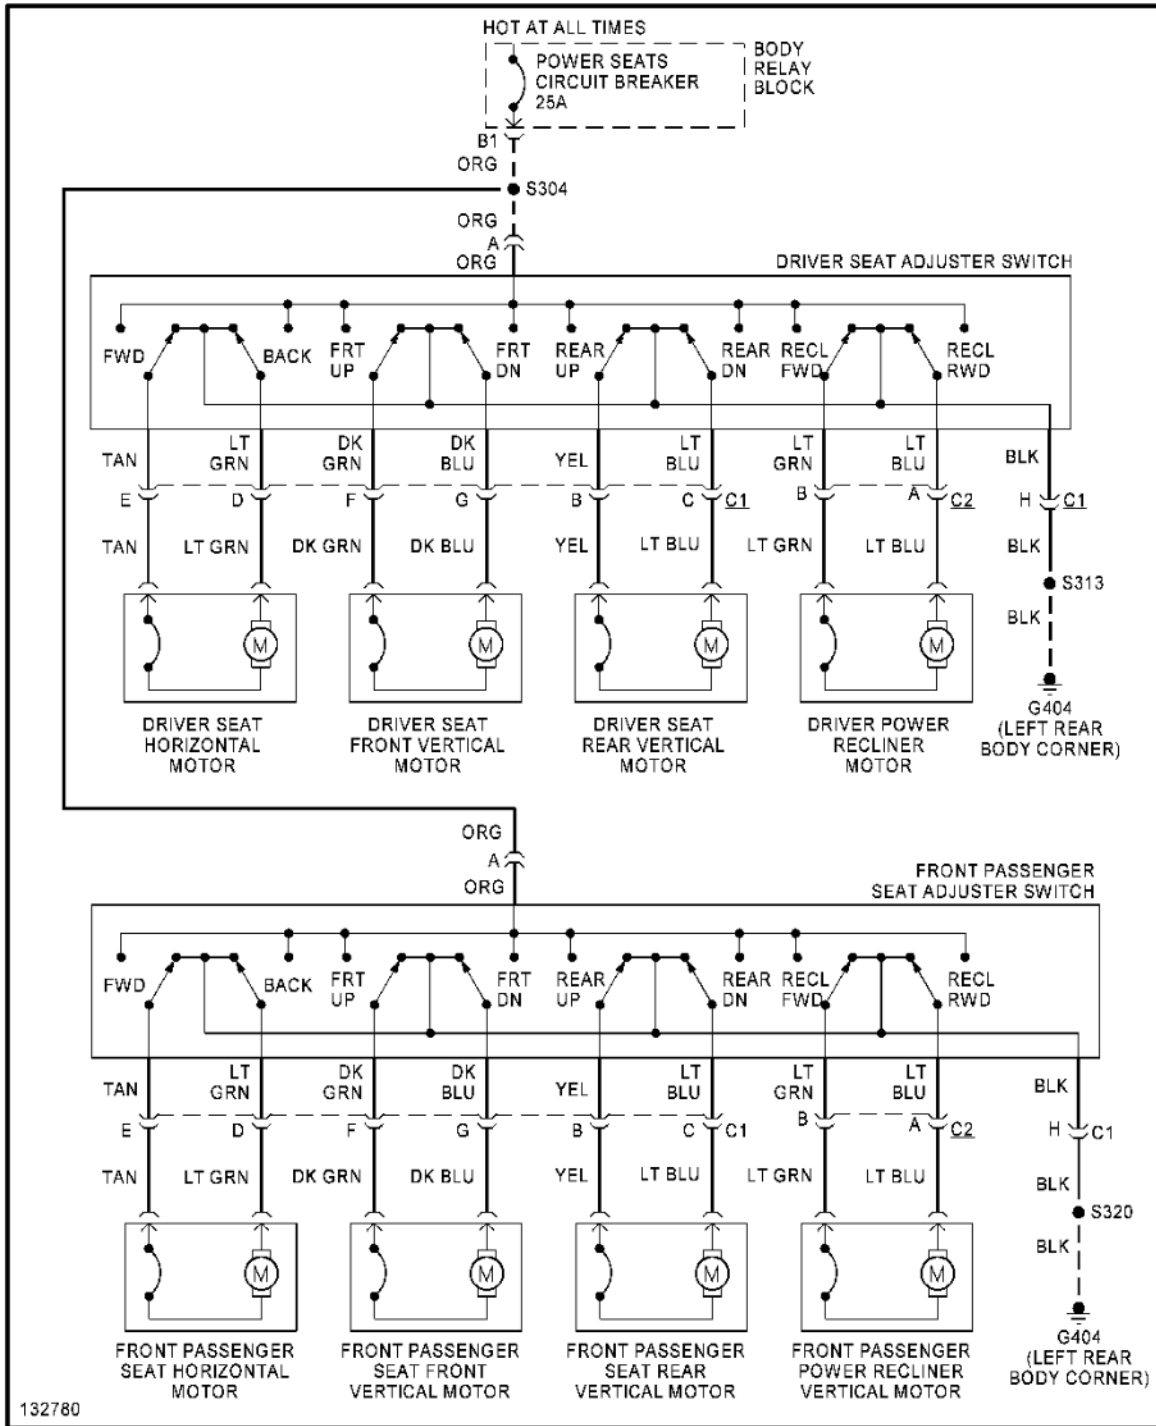 HOT AT ALL TIMES
POWER SEATS
CIRCUIT BREAKER
25A
BODY
RELAY
BLOCK
B1
ORG
S304
ORG
A
ORG
DRIVER SEAT ADJUSTER SWITCH
FWD
BACK
FRT
UP
FRT
DN
REAR
UP
REAR
DN
RECL
FWD
RECL
RWD
TAN
LT
GRN
DK
GRN
DK
BLU
YEL
LT
BLU
LT
GRN
LT
BLU
BLK
E
D
F
G
B
C
C1
B
A
C2
H
C1
TAN
LT GRN
DK GRN
DK BLU
YEL
LT BLU
LT GRN
LT BLU
BLK
S313
BLK
M
M
M
M
DRIVER SEAT
HORIZONTAL
MOTOR
DRIVER SEAT
FRONT VERTICAL
MOTOR
DRIVER SEAT
REAR VERTICAL
MOTOR
DRIVER POWER
RECLINER
MOTOR
G404
(LEFT REAR
BODY CORNER)
ORG
A
ORG
FRONT PASSENGER
SEAT ADJUSTER SWITCH
FWD
BACK
FRT
UP
FRT
DN
REAR
UP
REAR
DN
RECL
FWD
RECL
RWD
TAN
LT
GRN
DK
GRN
DK
BLU
YEL
LT
BLU
LT
GRN
LT
BLU
BLK
E
D
F
G
B
C
C1
B
A
C2
H
C1
TAN
LT GRN
DK GRN
DK BLU
YEL
LT BLU
LT GRN
LT BLU
BLK
S320
BLK
M
M
M
M
FRONT PASSENGER
SEAT HORIZONTAL
MOTOR
FRONT PASSENGER
SEAT FRONT
VERTICAL MOTOR
FRONT PASSENGER
SEAT REAR
VERTICAL MOTOR
FRONT PASSENGER
POWER RECLINER
VERTICAL MOTOR
G404
(LEFT REAR
BODY CORNER)
132780